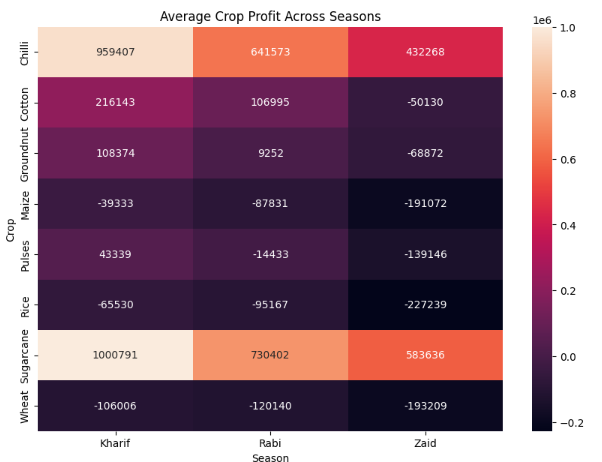 Average Crop Profit Across Seasons
1e6
Chilli 959407 641573 432268
Cotton 216143 106995 -50130
Groundnut 108374 9252 -68872
Maize -39333 -87831 -191072
Pulses 43339 -14433 -139146
Rice -65530 -95167 -227239
Sugarcane 1000791 730402 583636
Wheat -106006 -120140 -193209
Crop
Kharif Rabi Zaid
Season
1.0
0.8
0.6
0.4
0.2
0.0
−0.2